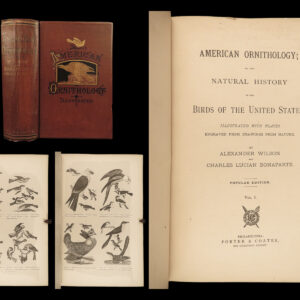 AMERICAN
ORNITHOLOGY
ILLUSTRATED
AMERICAN ORNITHOLOGY;
OR THE
NATURAL HISTORY
OF THE
BIRDS OF THE UNITED STATE
ILLUSTRATED WITH PLATES
ENGRAVED FROM DRAWINGS FROM NATURE.
BY
ALEXANDER WILSON
AND
CHARLES LUCIAN BONAPARTE.
POPULAR EDITION.
VOL. I.
PHILADELPHIA:
PORTER & COATES,